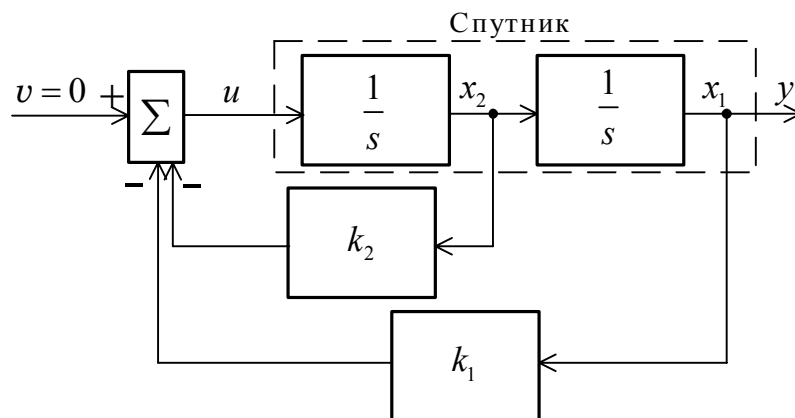 Спутник
v = 0 + Σ u 1/s x₂ 1/s x₁ y
− −
k₂
k₁